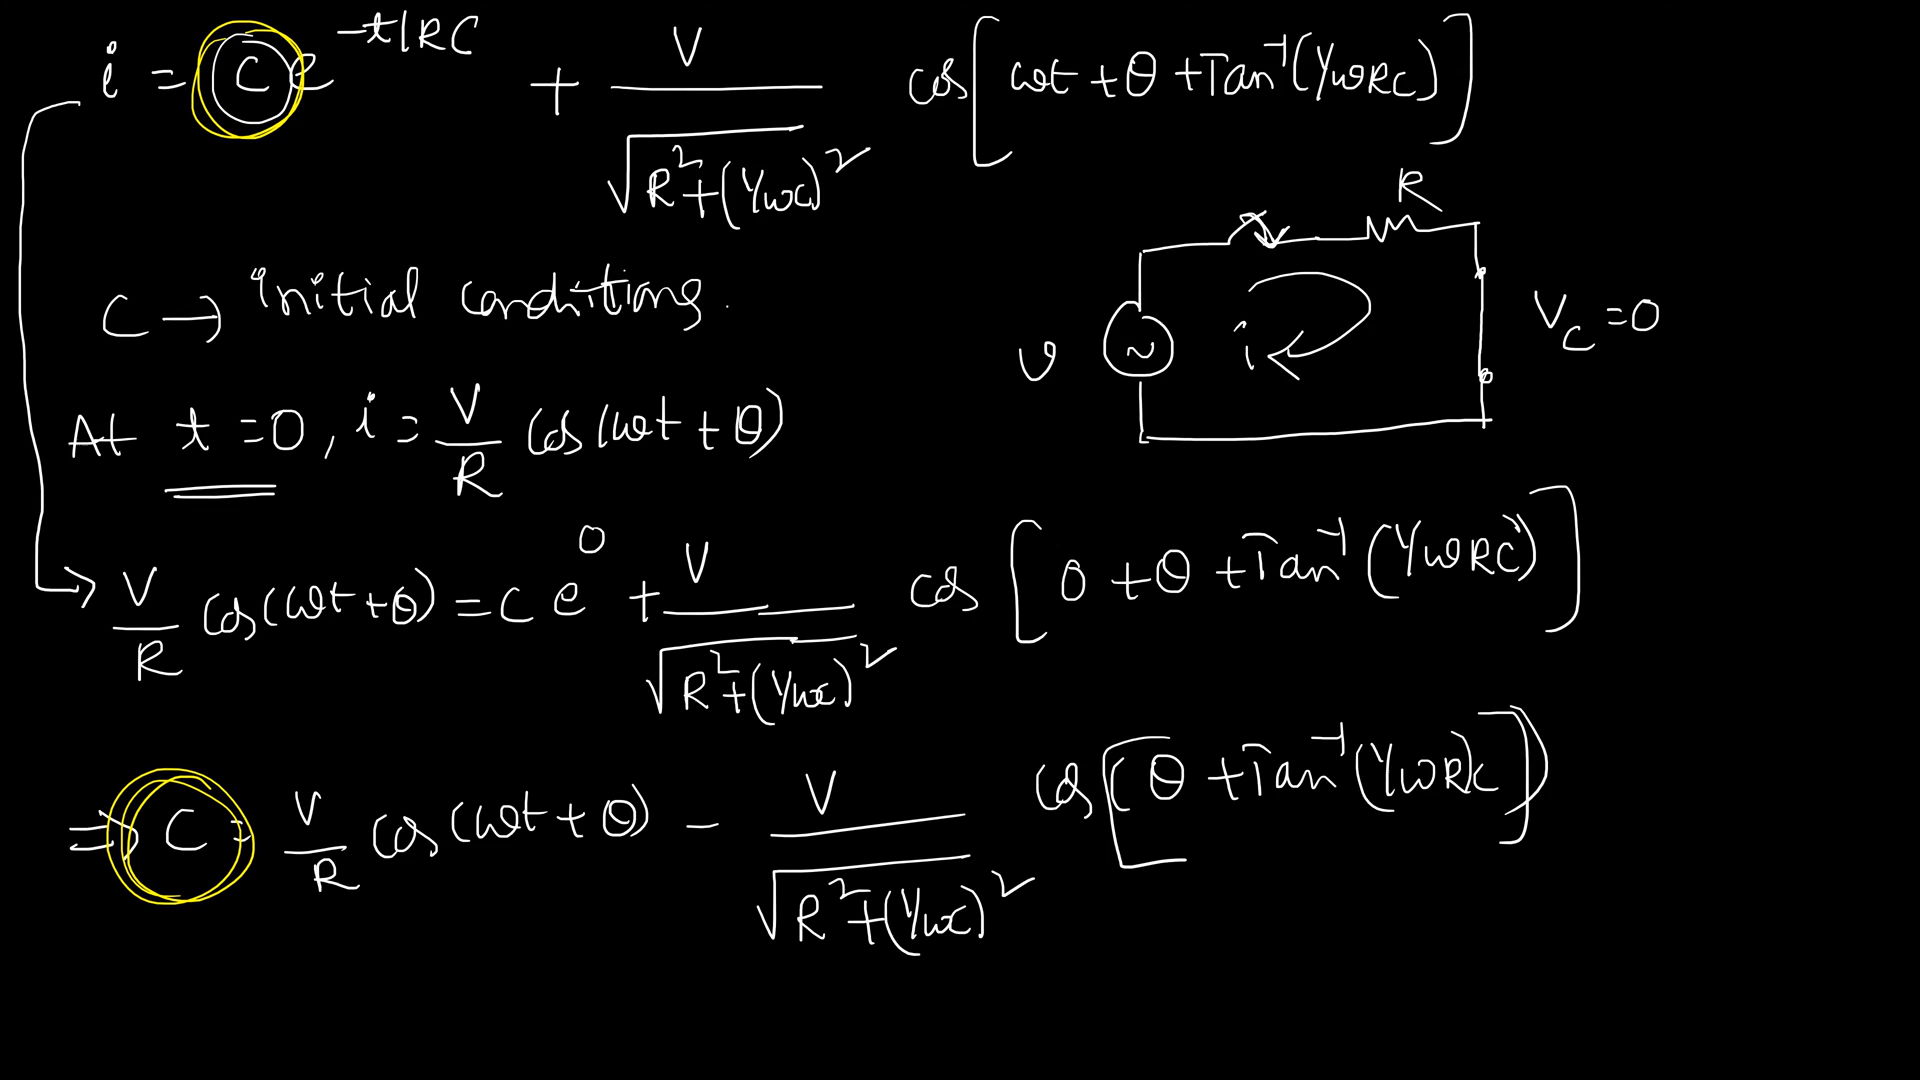 i = C e^{-t/RC} + V / √(R² + (1/ωC)²) cos[ωt + θ + Tan⁻¹(1/ωRC)]
R
C → initial conditions.
v ~ i V_C = 0
At t = 0, i = V/R cos(ωt + θ)
V/R cos(ωt + θ) = C e^0 + V / √(R² + (1/ωC)²) cos[0 + θ + Tan⁻¹(1/ωRC)]
⇒ C = V/R cos(ωt + θ) - V / √(R² + (1/ωC)²) cos[(θ + Tan⁻¹(1/ωRC))]